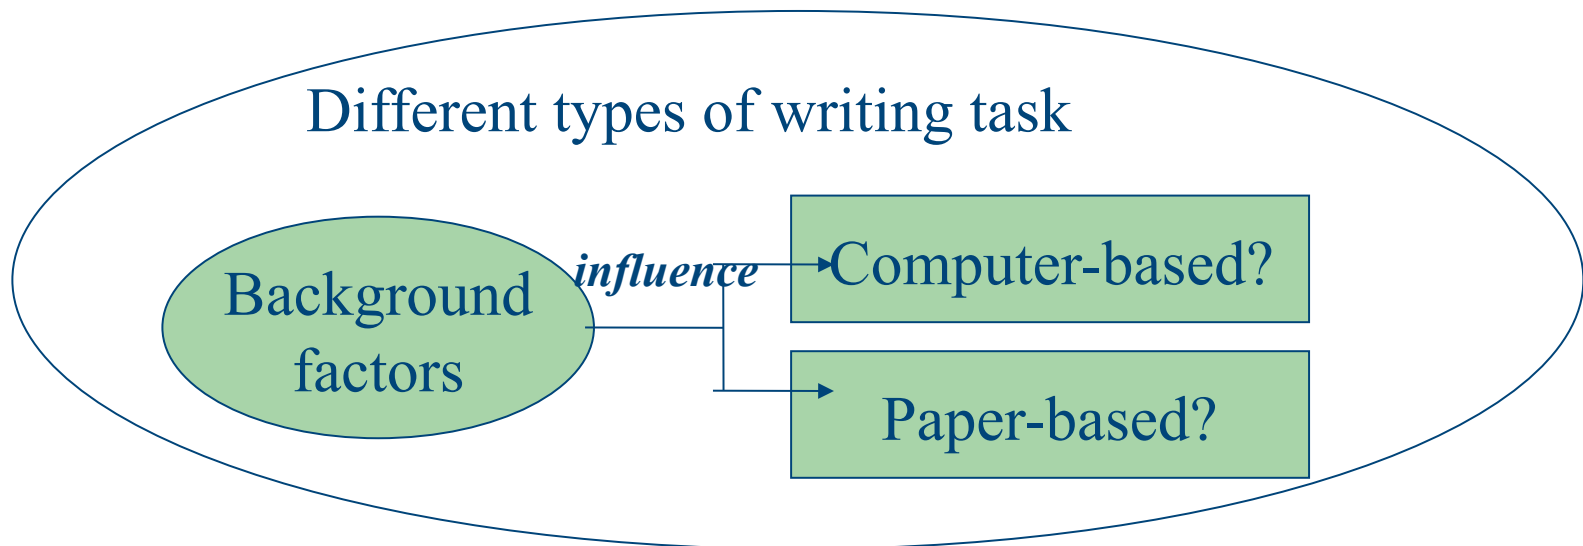 Different types of writing task
Background
factors
influence
Computer-based?
Paper-based?